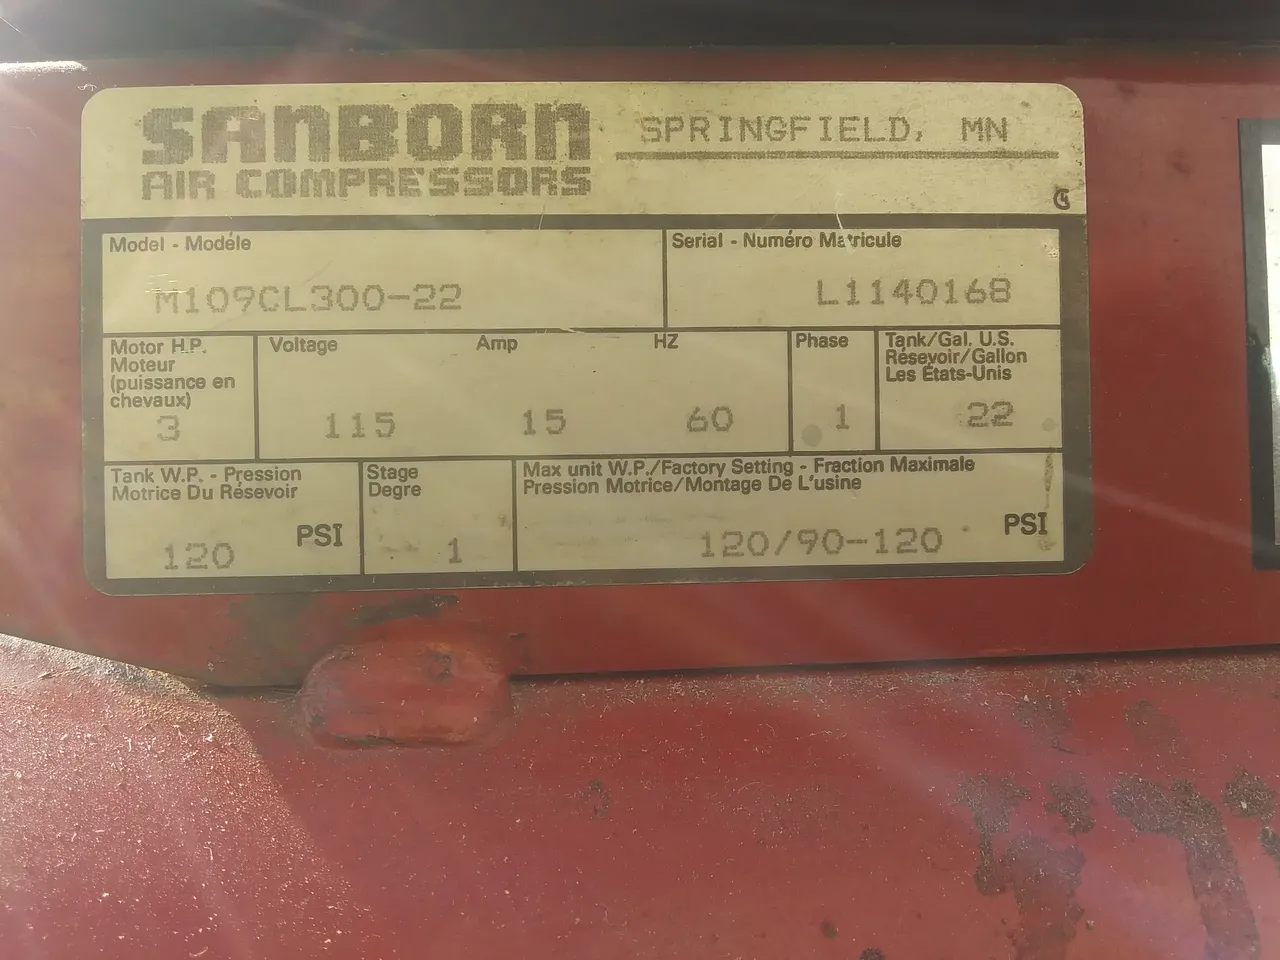 SANBORN
AIR COMPRESSORS
SPRINGFIELD, MN
Model - Modéle
M109CL300-22
Serial - Numéro Matricule
L1140168
Motor H.P.
Moteur
(puissance en
chevaux)
3
Voltage Amp HZ
115 15 60
Phase
1
Tank/Gal. U.S.
Résevoir/Gallon
Les États-Unis
22
Tank W.P. - Pression
Motrice Du Résevoir
120 PSI
Stage
Degre
1
Max unit W.P./Factory Setting - Fraction Maximale
Pression Motrice/Montage De L'usine
120/90-120 PSI